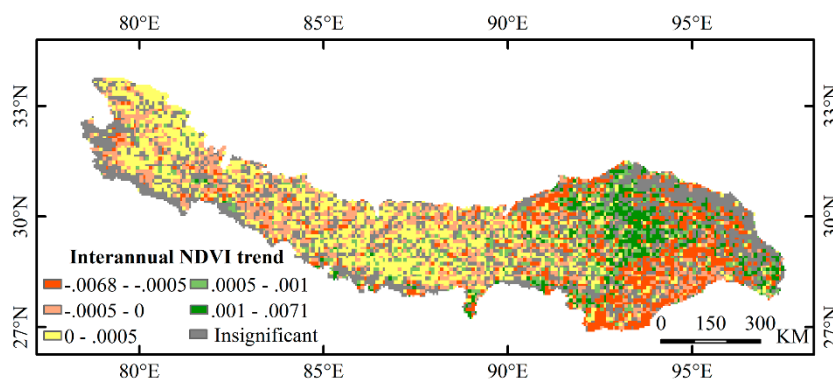 80°E 85°E 90°E 95°E
33°N 33°N
30°N 30°N
27°N 27°N
Interannual NDVI trend
-.0068 - -.0005 .0005 - .001
-.0005 - 0 .001 - .0071
0 - .0005 Insignificant
0 150 300
KM
80°E 85°E 90°E 95°E